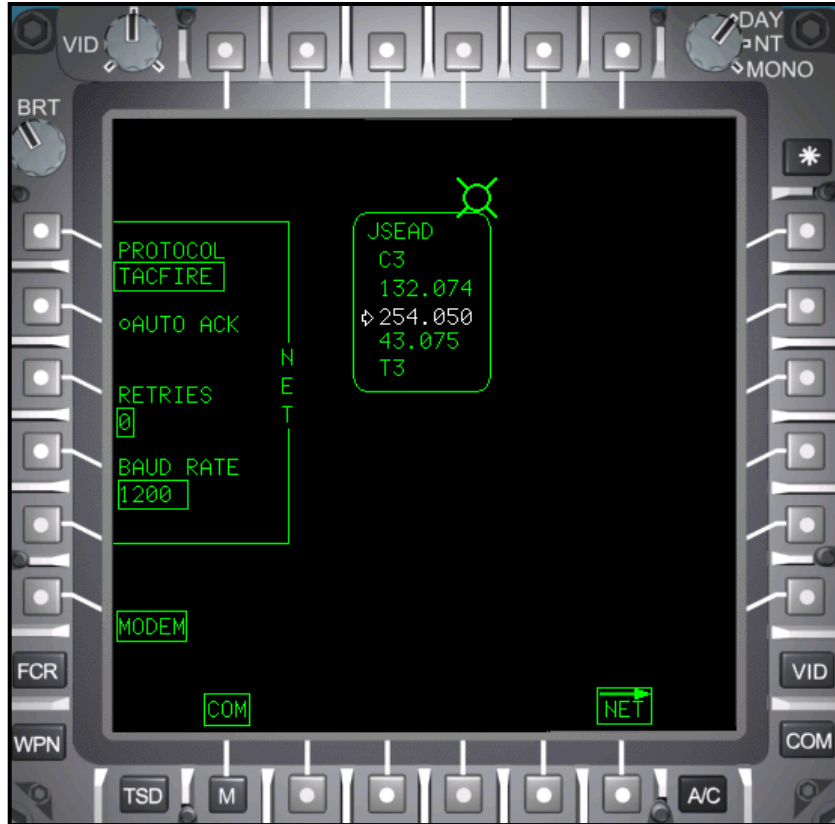 VID
DAY
NT
MONO
BRT
*
PROTOCOL
TACFIRE
AUTO ACK
RETRIES
0
BAUD RATE
1200
NET
JSEAD
C3
132.074
254.050
43.075
T3
MODEM
COM
NET
FCR
VID
WPN
COM
TSD
M
A/C